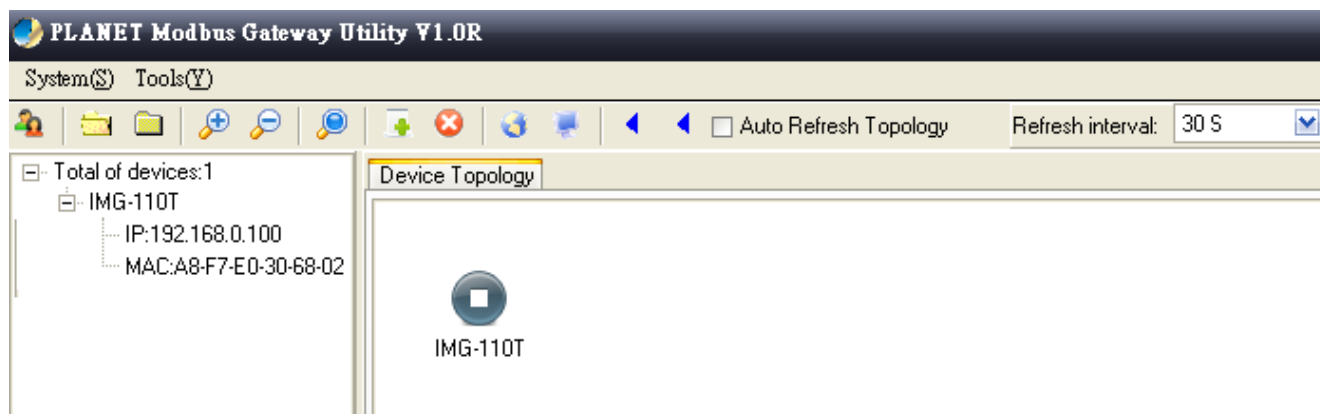 PLANET Modbus Gateway Utility V1.0R
System(S) Tools(Y)
Auto Refresh Topology Refresh interval: 30 S
Total of devices:1
IMG-110T
IP:192.168.0.100
MAC:A8-F7-E0-30-68-02
Device Topology
IMG-110T